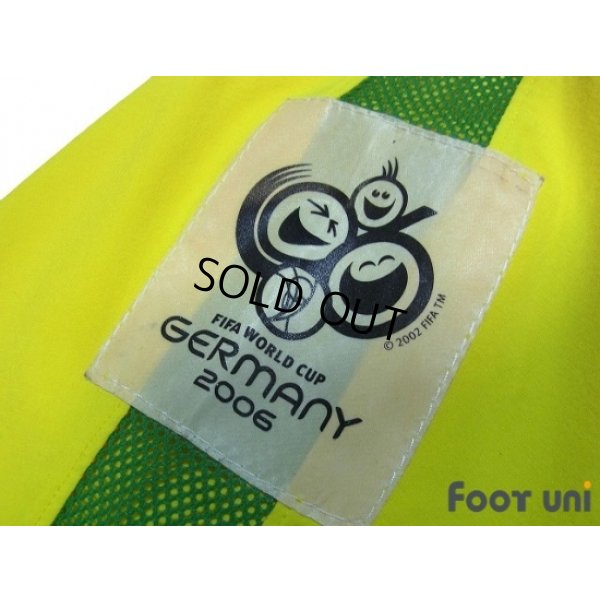 SOLD OUT
© 2002 FIFA TM
FIFA WORLD CUP
GERMANY
2006
FOOT UNI